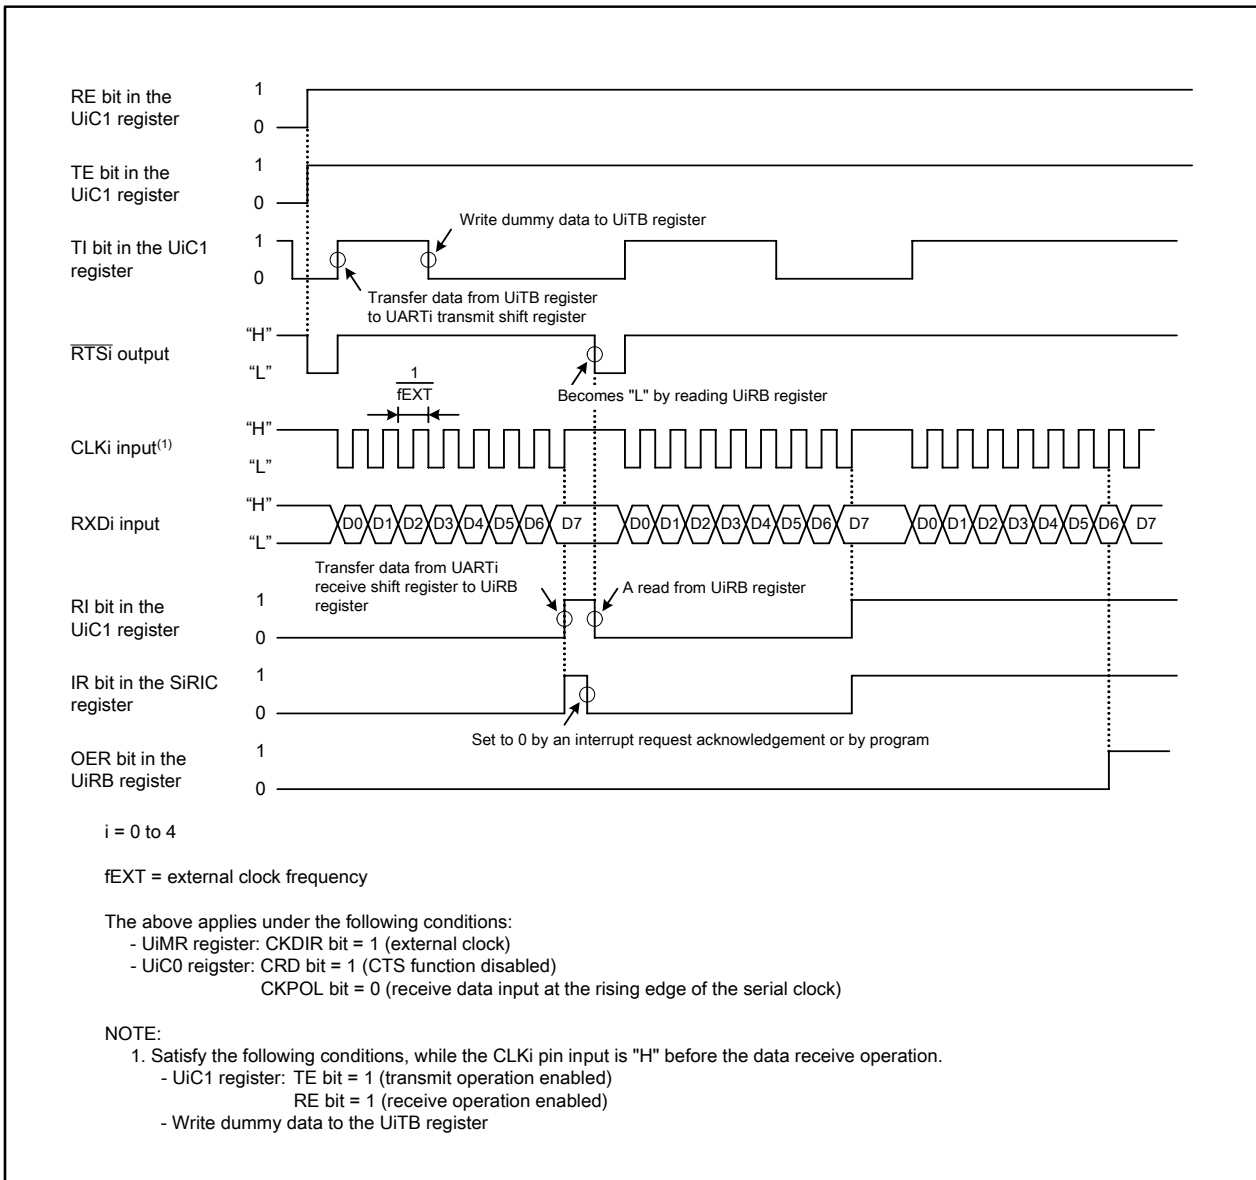 RE bit in the
UiC1 register
1
0
TE bit in the
UiC1 register
1
0
Write dummy data to UiTB register
TI bit in the UiC1
register
1
0
Transfer data from UiTB register
to UARTi transmit shift register
RTSi output
“H”
“L”
1
fEXT
Becomes "L" by reading UiRB register
CLKi input(1)
“H”
“L”
RXDi input
“H”
“L”
D0 D1 D2 D3 D4 D5 D6 D7 D0 D1 D2 D3 D4 D5 D6 D7 D0 D1 D2 D3 D4 D5 D6 D7
Transfer data from UARTi
receive shift register to UiRB
register
A read from UiRB register
RI bit in the
UiC1 register
1
0
IR bit in the SiRIC
register
1
0
Set to 0 by an interrupt request acknowledgement or by program
OER bit in the
UiRB register
1
0
i = 0 to 4
fEXT = external clock frequency
The above applies under the following conditions:
- UiMR register: CKDIR bit = 1 (external clock)
- UiC0 reigster: CRD bit = 1 (CTS function disabled)
CKPOL bit = 0 (receive data input at the rising edge of the serial clock)
NOTE:
1. Satisfy the following conditions, while the CLKi pin input is "H" before the data receive operation.
- UiC1 register: TE bit = 1 (transmit operation enabled)
RE bit = 1 (receive operation enabled)
- Write dummy data to the UiTB register